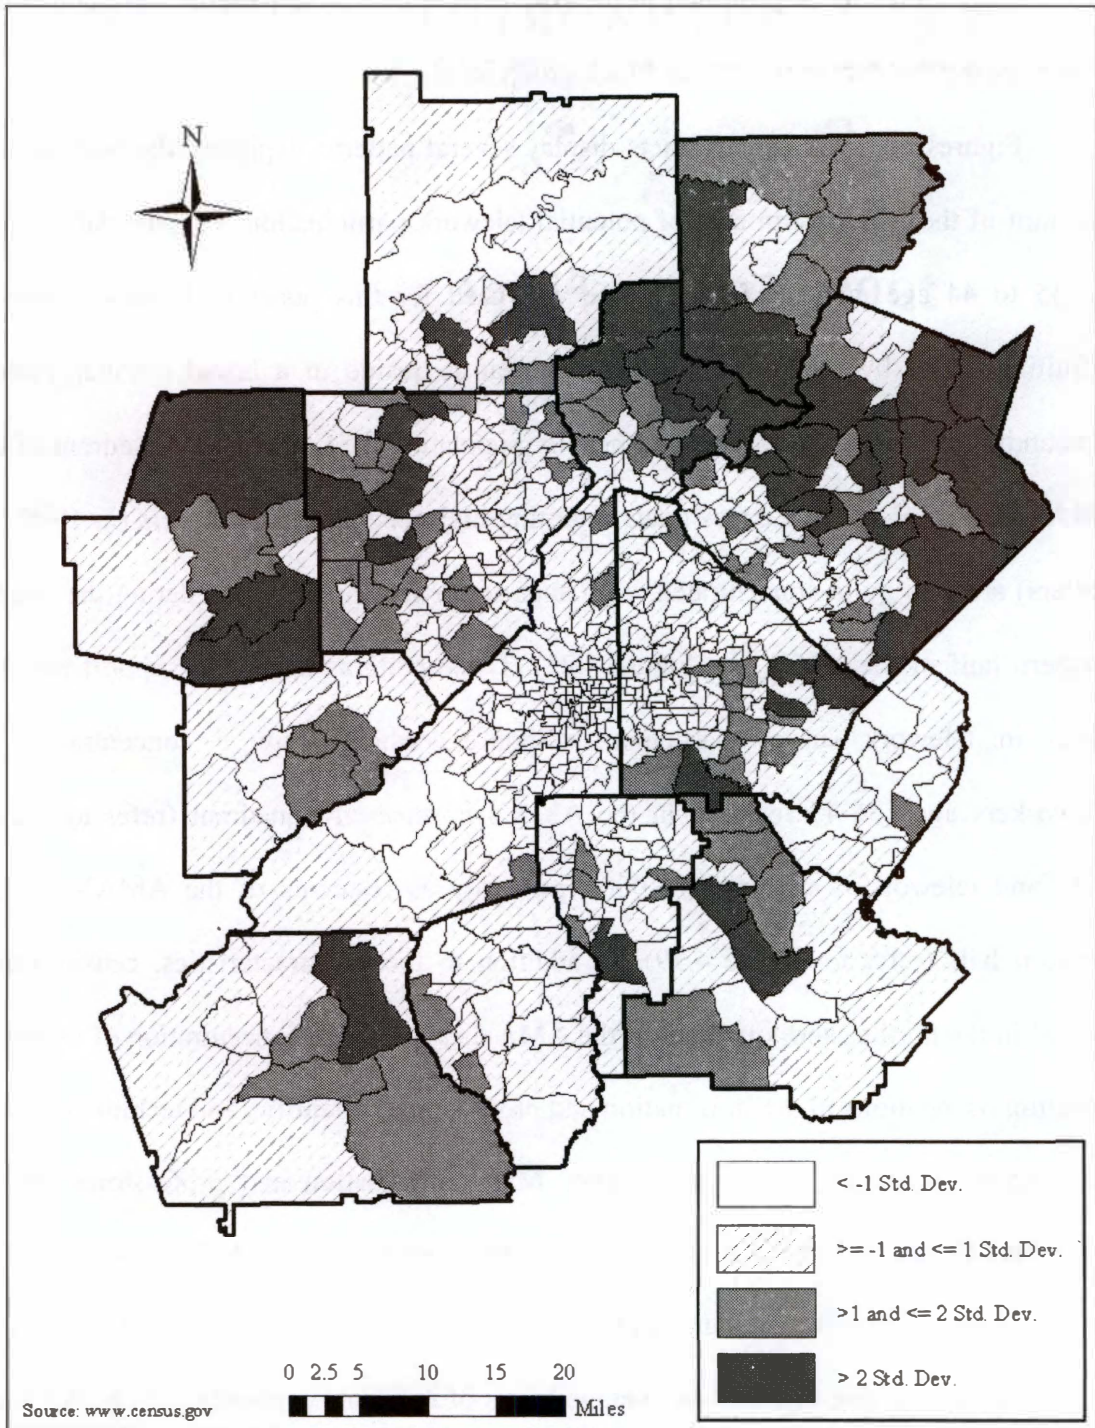 N
< -1 Std. Dev.
>= -1 and <= 1 Std. Dev.
>1 and <= 2 Std. Dev.
> 2 Std. Dev.
0 2.5 5 10 15 20
Miles
Source: www.census.gov